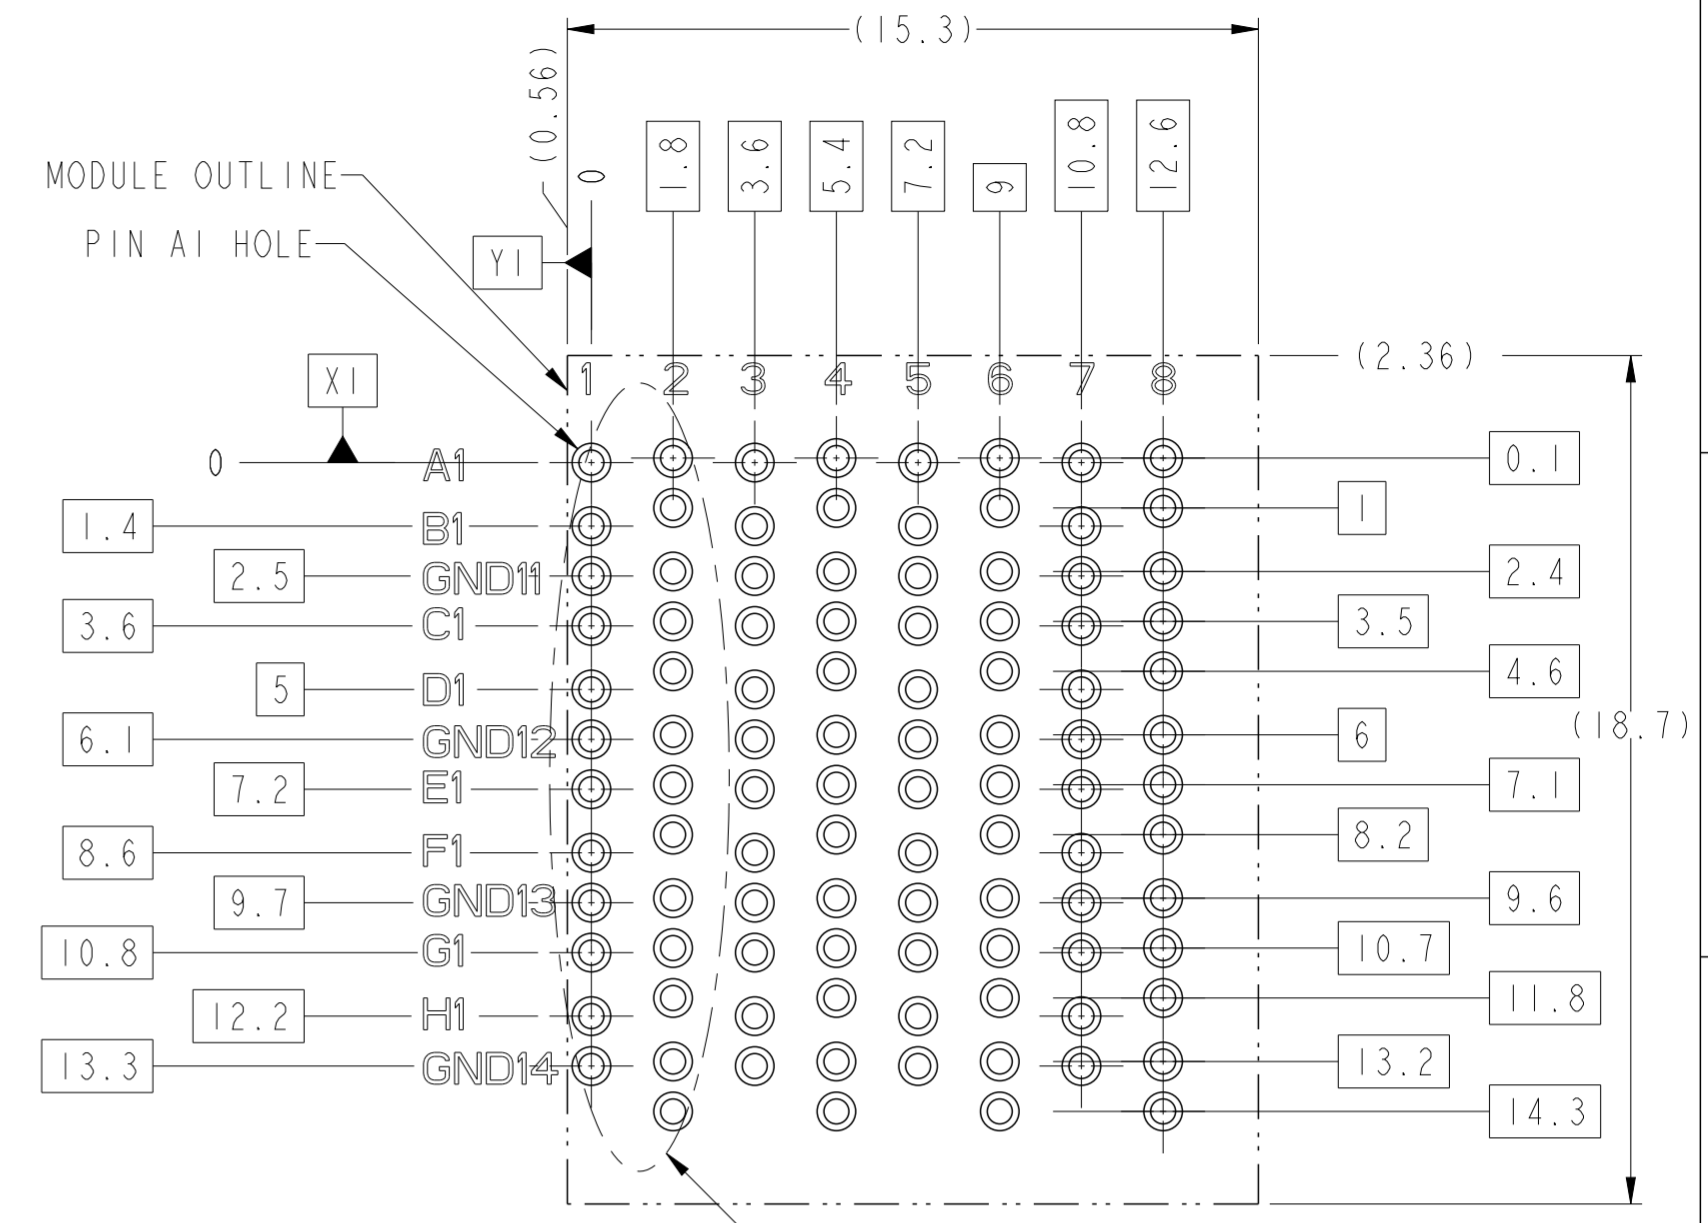 (15.3)
(0.56)
0
1.8
3.6
5.4
7.2
9
10.8
12.6
MODULE OUTLINE
PIN A1 HOLE
Y1
X1
(2.36)
1 2 3 4 5 6 7 8
0 A1 0.1
1
1.4 B1
2.5 GND11 2.4
3.6 C1 3.5
5 D1 4.6
6.1 GND12 6
(18.7)
7.2 E1 7.1
8.6 F1 8.2
9.7 GND13 9.6
10.8 G1 10.7
12.2 H1 11.8
13.3 GND14 13.2
14.3